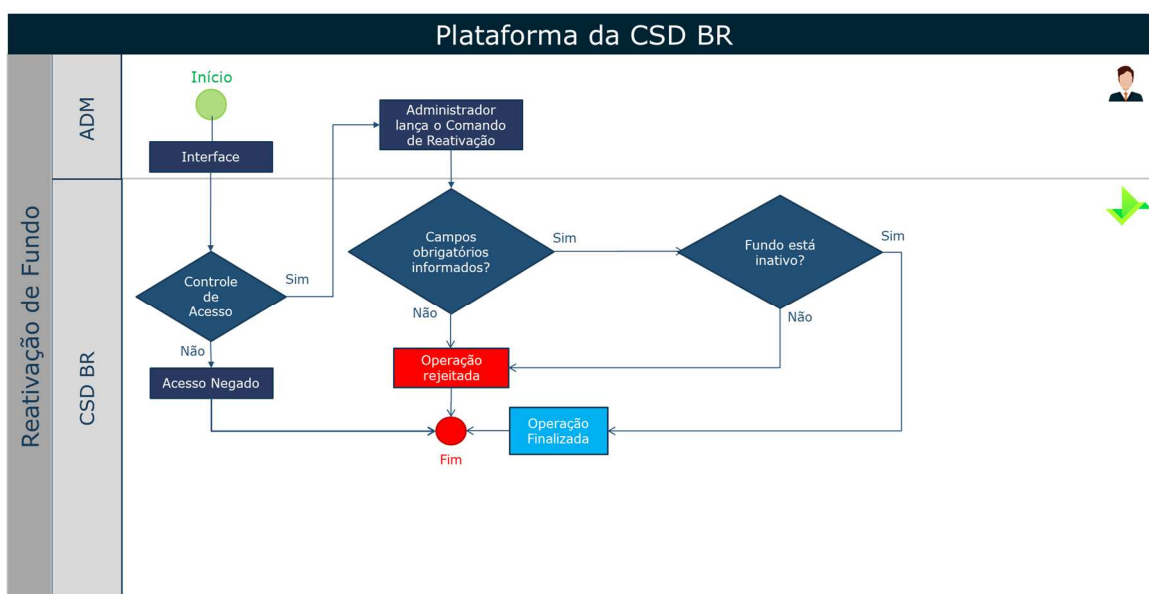 Plataforma da CSD BR
Reativação de Fundo
ADM
Início
Interface
Administrador
lança o Comando
de Reativação
CSD BR
Controle
de
Acesso
Sim
Não
Acesso Negado
Campos
obrigatórios
informados?
Sim
Não
Fundo está
inativo?
Sim
Não
Operação
rejeitada
Operação
Finalizada
Fim